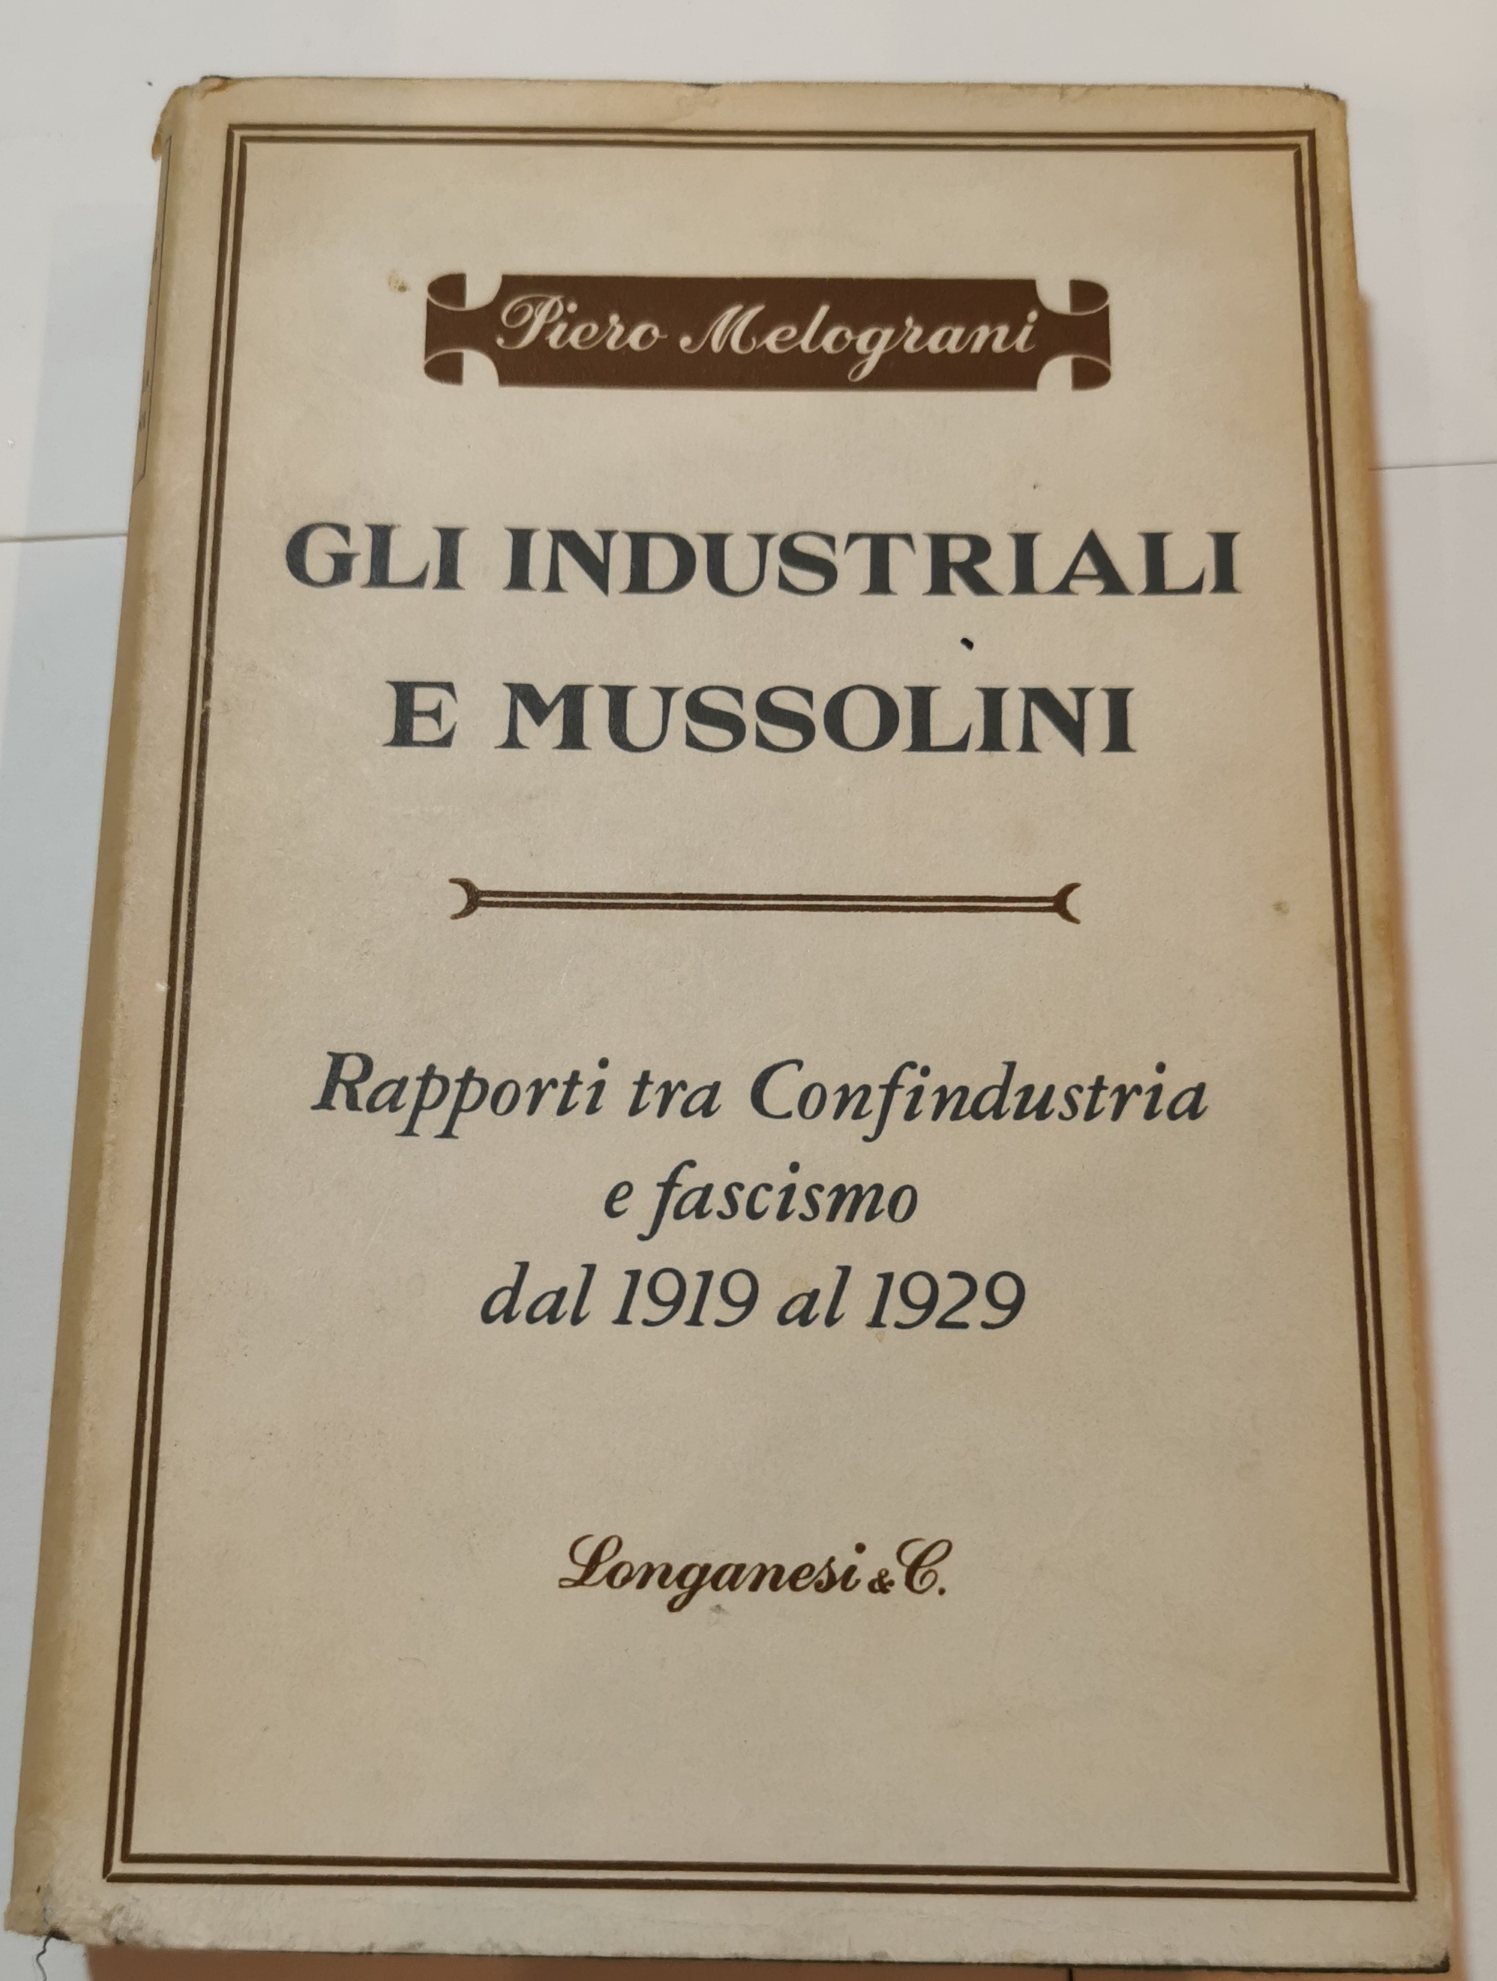 Piero Melograni
GLI INDUSTRIALI
E MUSSOLINI
Rapporti tra Confindustria
e fascismo
dal 1919 al 1929
Longanesi & C.